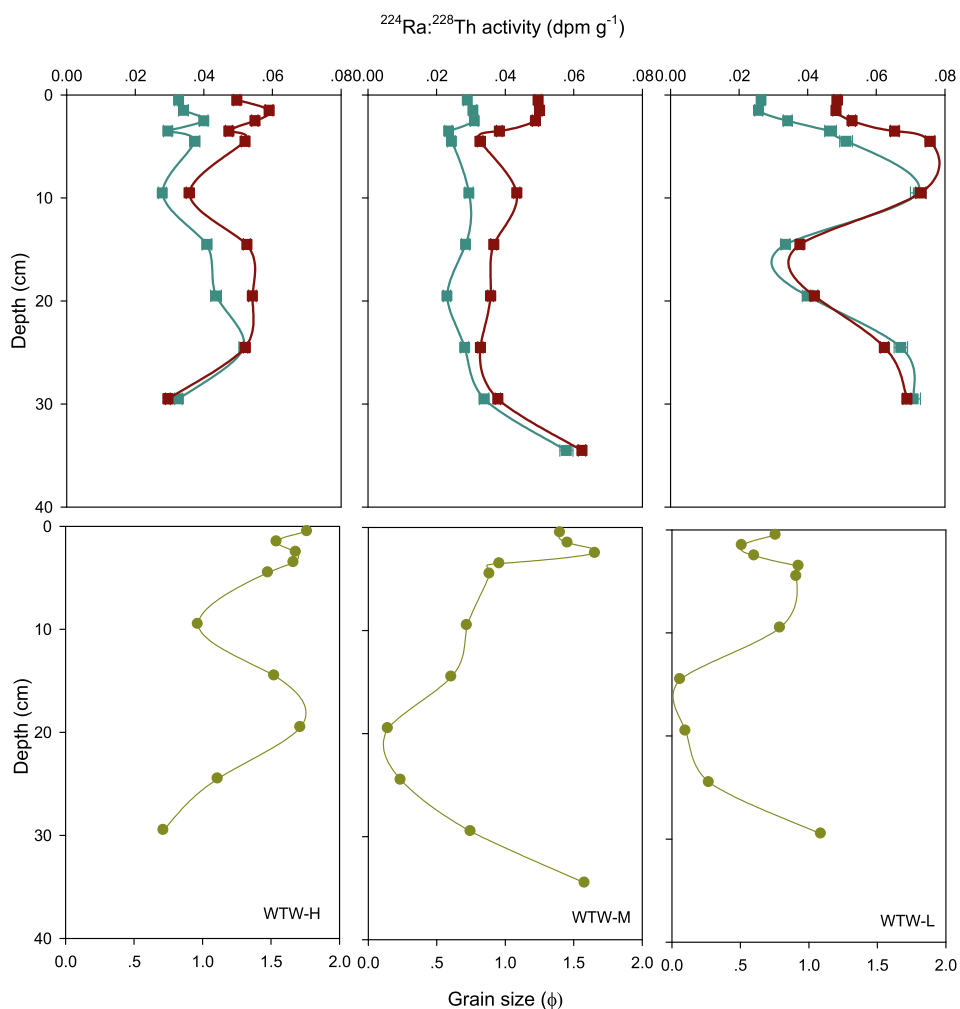 ²²⁴Ra:²²⁸Th activity (dpm g⁻¹)
0.00 .02 .04 .06 .08 0.00 .02 .04 .06 0.00 .02 .04 .06 .08
0
10
20
30
40
Depth (cm)
0
10
20
30
40
Depth (cm)
WTW-H
WTW-M
WTW-L
0.0 .5 1.0 1.5 2.0 0.0 .5 1.0 1.5 2.0 0.0 .5 1.0 1.5 2.0
Grain size (ϕ)